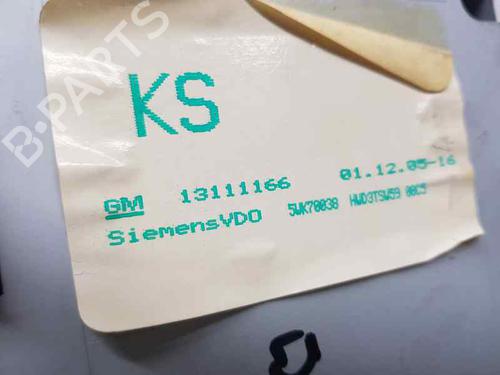 B-PARTS
KS
GM 13111166 01.12.05-16
SiemensVDO 5WK70038 HWD3TSW59 08C5